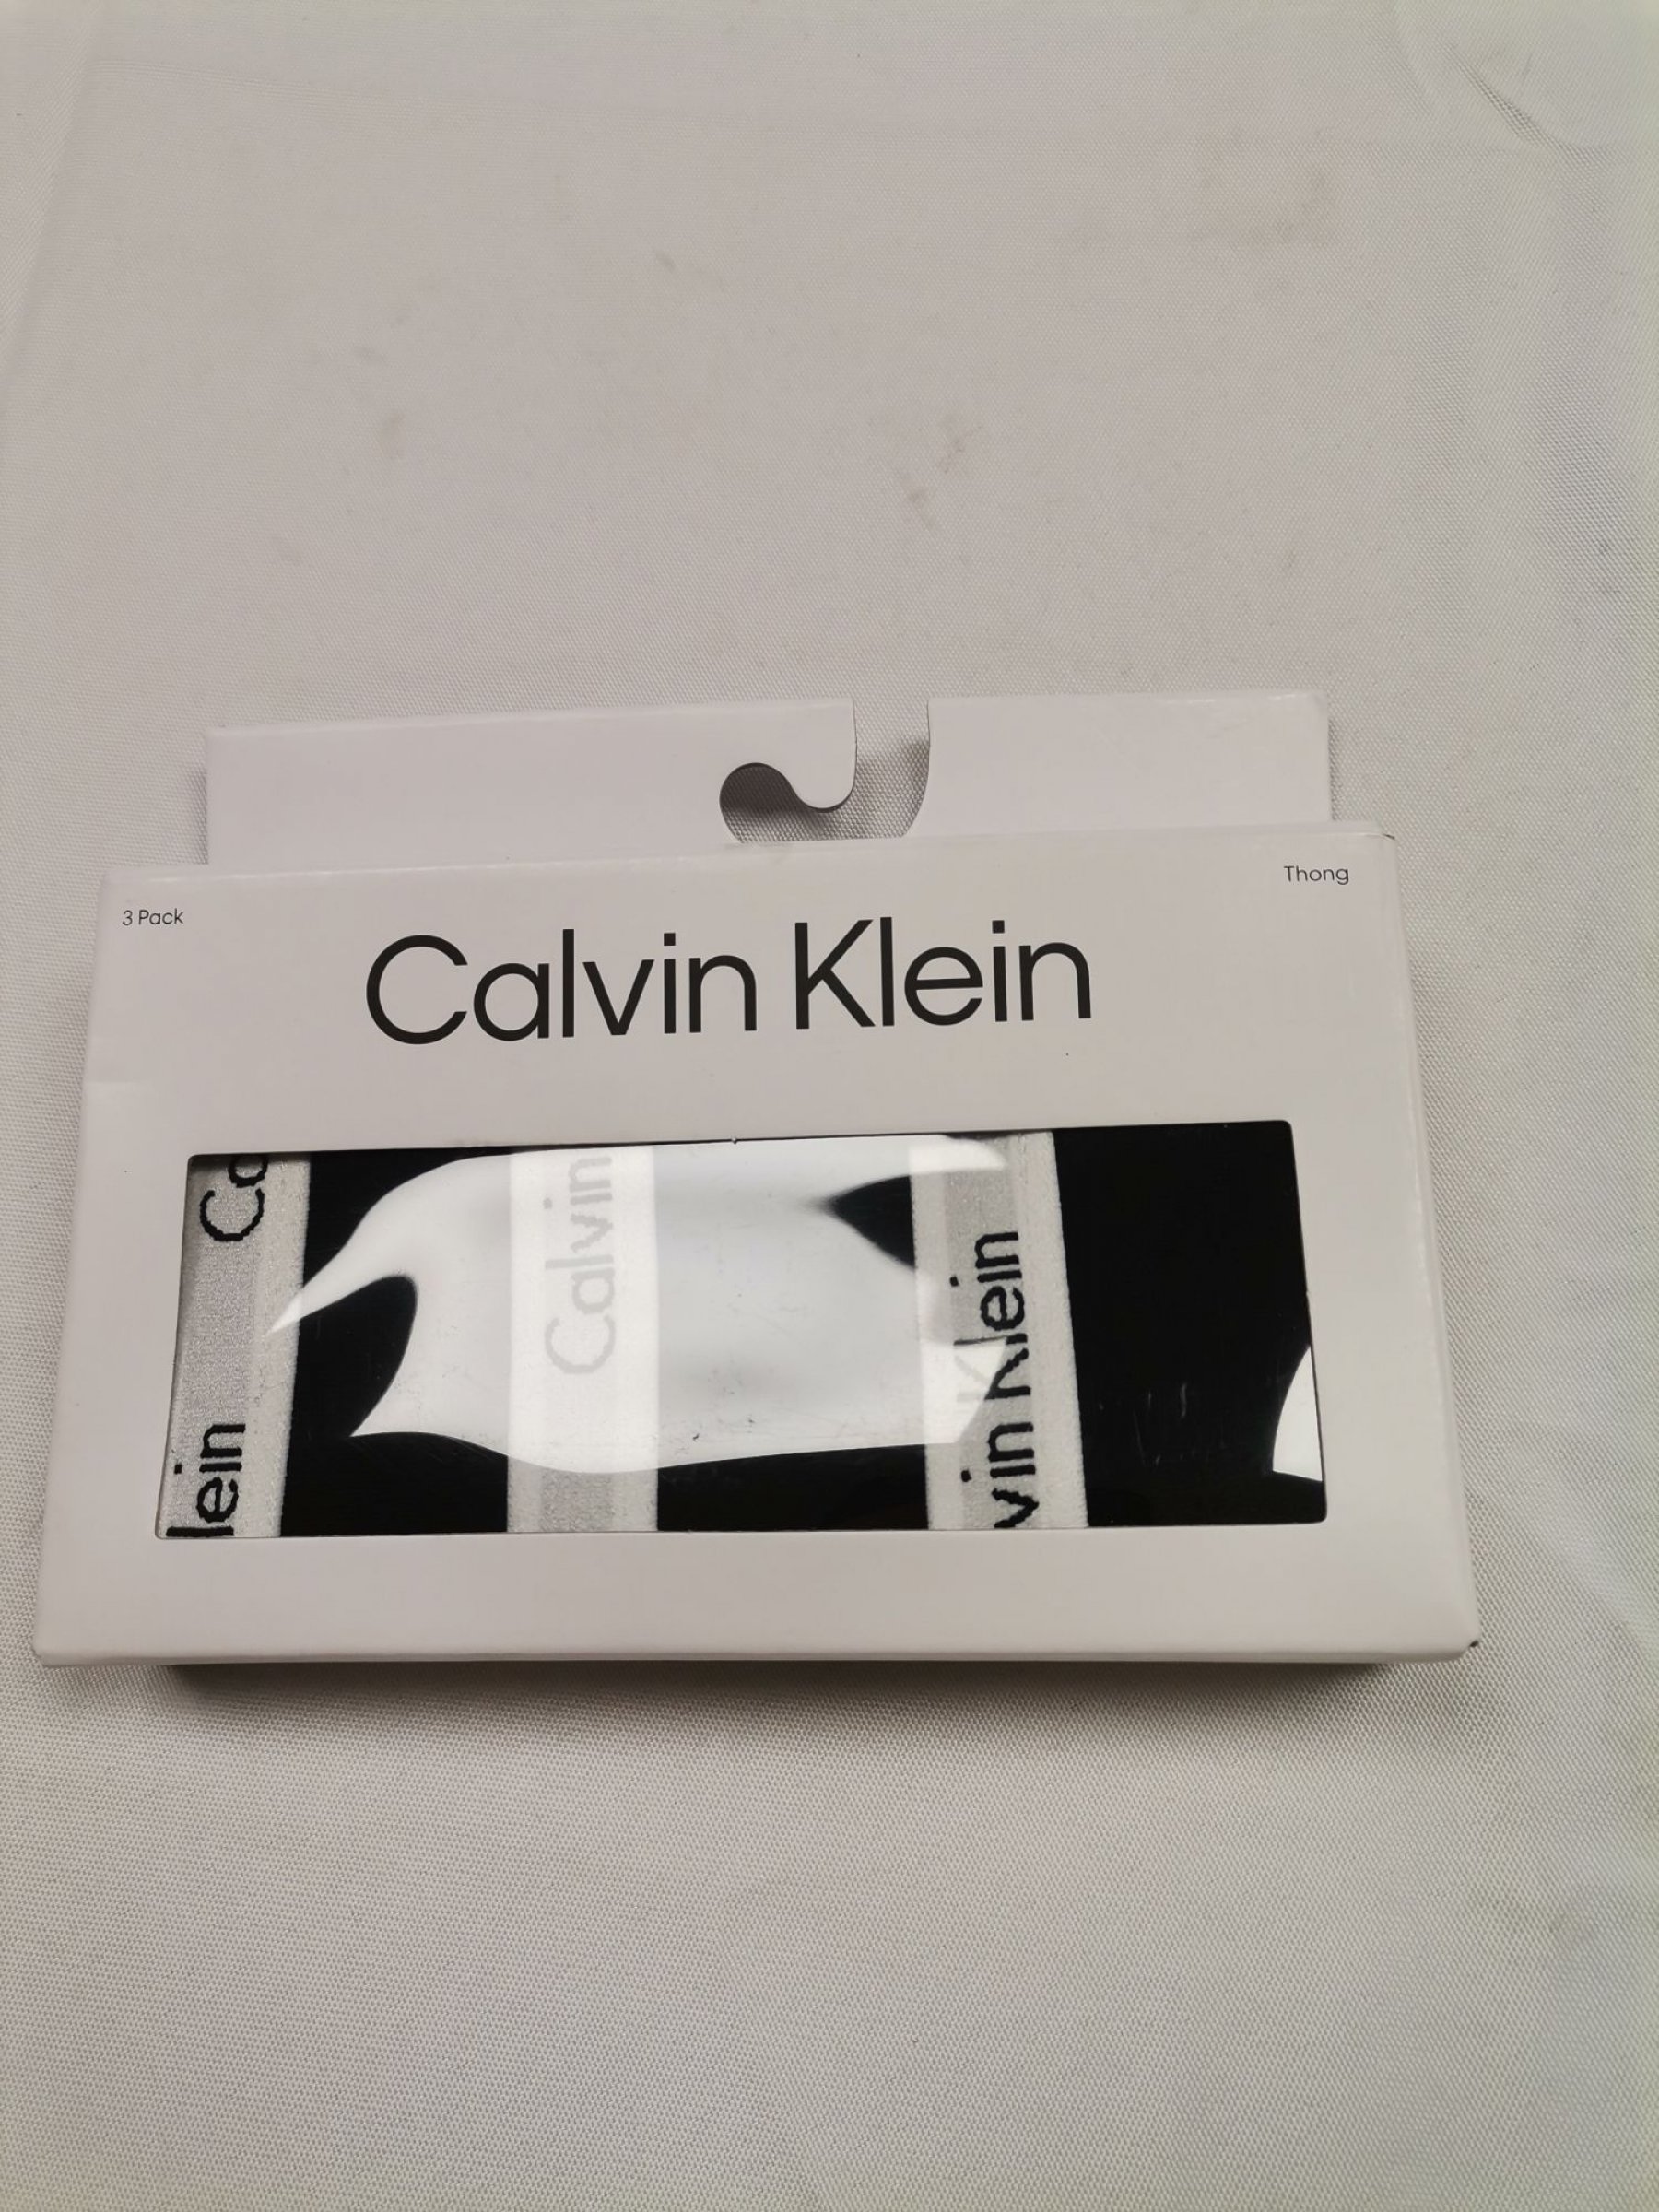 3 Pack
Thong
Calvin Klein
Ca
lein
Calvin
vin Klein